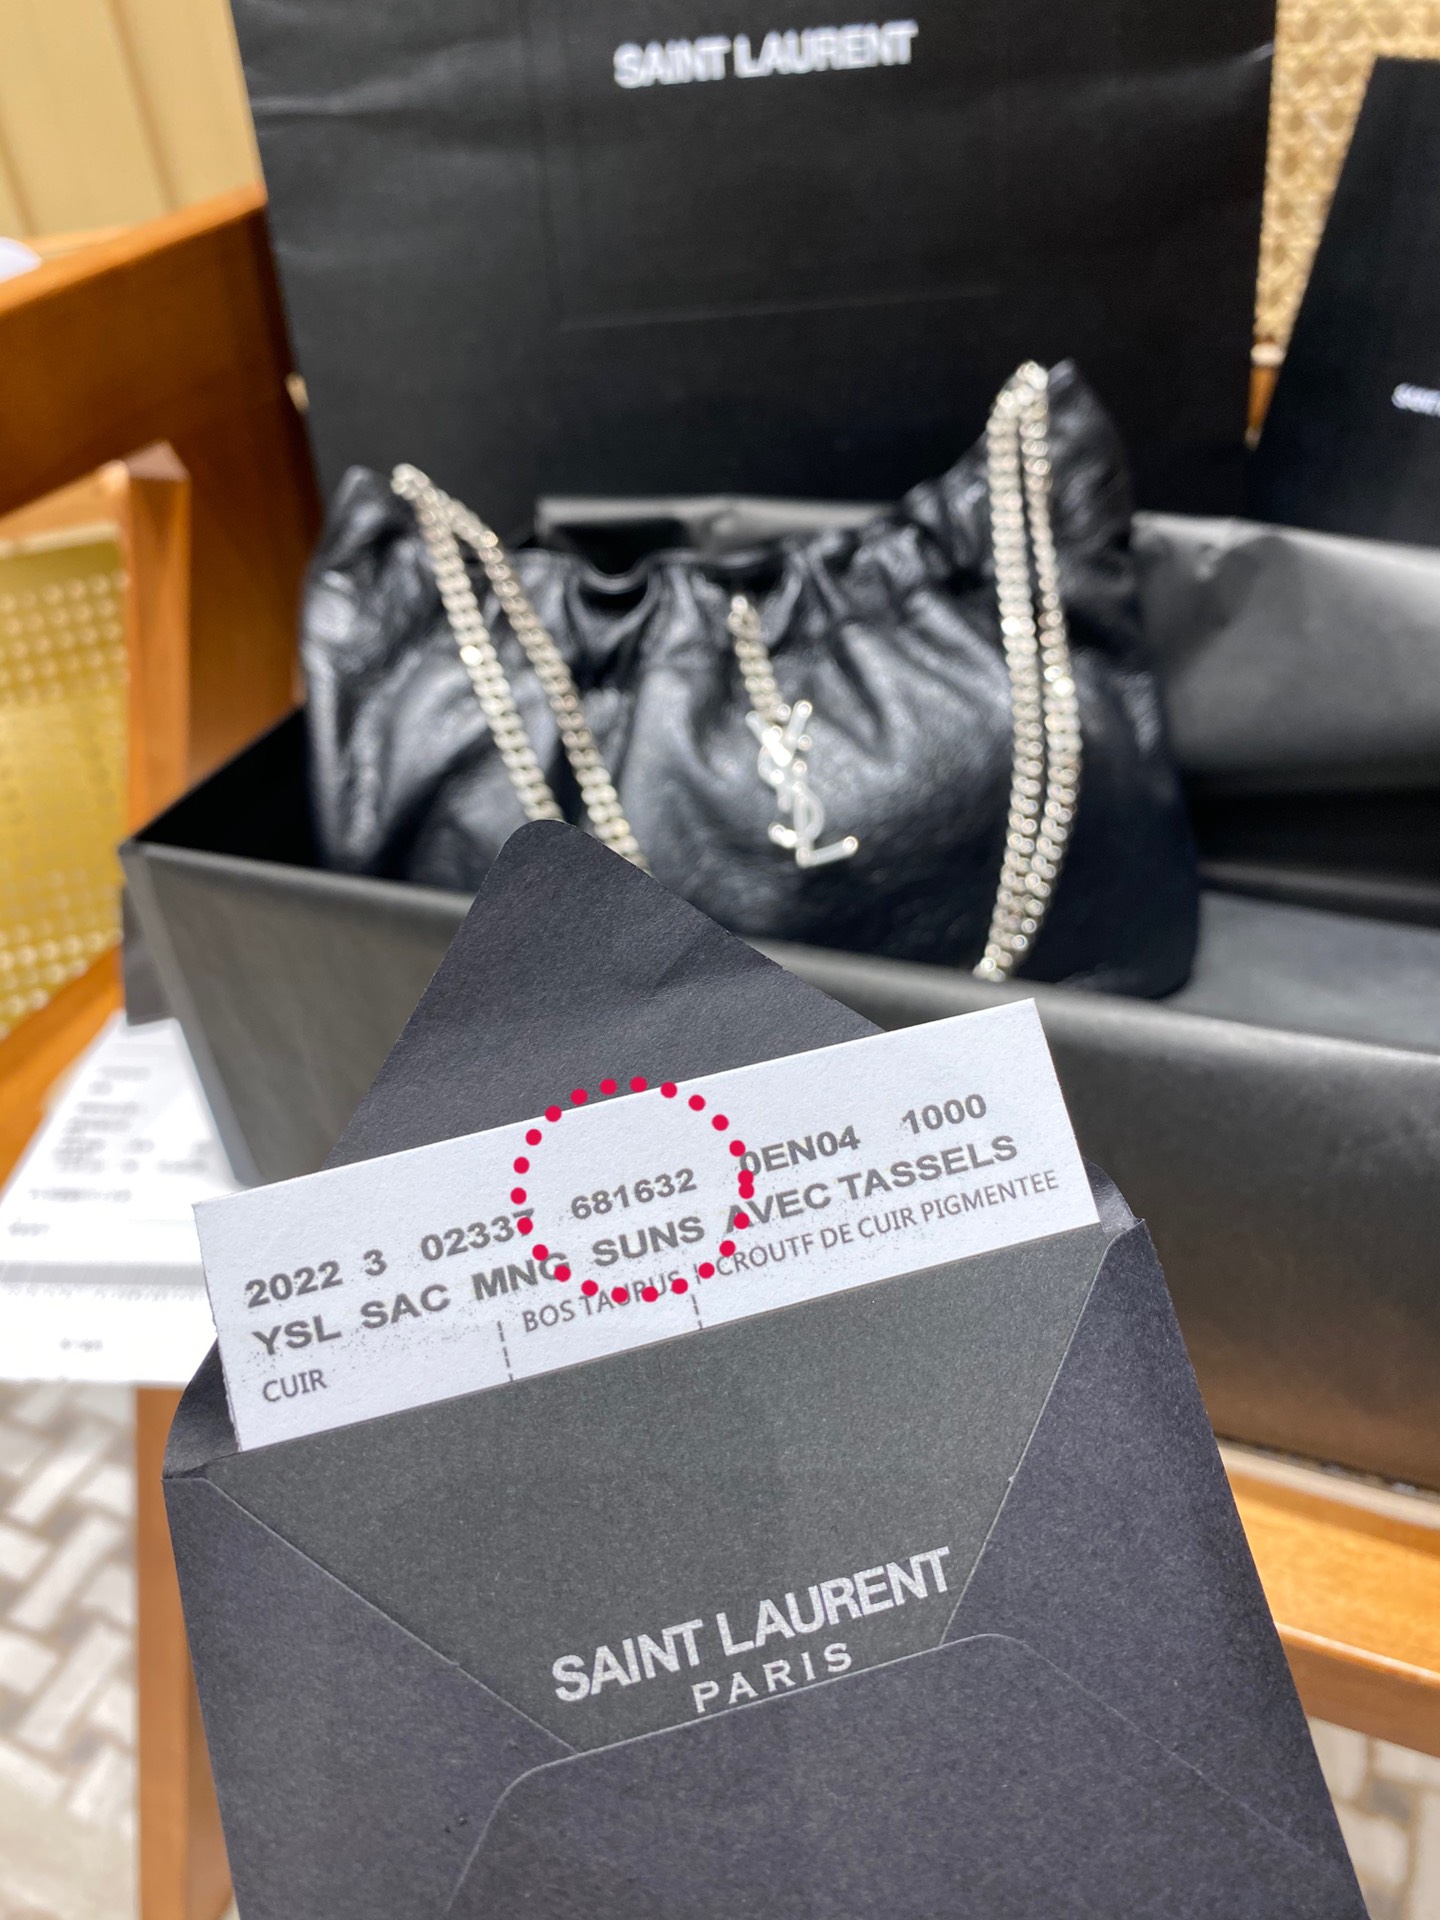 SAINT LAURENT
2022 3 02337 681632 0EN04 1000
YSL SAC MNG SUNS AVEC TASSELS
CUIR BOS TAURUS CROUTF DE CUIR PIGMENTEE
SAINT LAURENT
PARIS